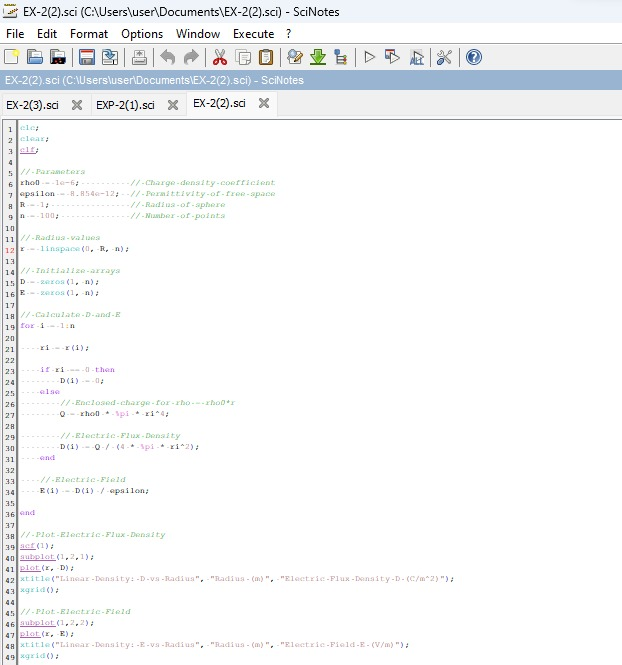 EX-2(2).sci (C:\Users\user\Documents\EX-2(2).sci) - SciNotes
File Edit Format Options Window Execute ?
EX-2(2).sci (C:\Users\user\Documents\EX-2(2).sci) - SciNotes
EX-2(3).sci EXP-2(1).sci EX-2(2).sci
1 clc;
2 clear;
3 clf;
4
5 // Parameters
6 rho0 = 1e-6; // Charge density coefficient
7 epsilon = 8.854e-12; // Permittivity of free space
8 R = 1; // Radius of sphere
9 n = 100; // Number of points
10
11 // Radius values
12 r = linspace(0, R, n);
13
14 // Initialize arrays
15 D = zeros(1, n);
16 E = zeros(1, n);
17
18 // Calculate D and E
19 for i = 1:n
20
21     ri = r(i);
22
23     if ri == 0 then
24         D(i) = 0;
25     else
26         // Enclosed charge for rho = rho0*r
27         Q = rho0 * %pi * ri^4;
28
29         // Electric Flux Density
30         D(i) = Q / (4 * %pi * ri^2);
31     end
32
33     // Electric Field
34     E(i) = D(i) / epsilon;
35
36 end
37
38 // Plot Electric Flux Density
39 scf(1);
40 subplot(1,2,1);
41 plot(r, D);
42 xtitle("Linear Density: D vs Radius", "Radius (m)", "Electric Flux Density D (C/m^2)");
43 xgrid();
44
45 // Plot Electric Field
46 subplot(1,2,2);
47 plot(r, E);
48 xtitle("Linear Density: E vs Radius", "Radius (m)", "Electric Field E (V/m)");
49 xgrid();